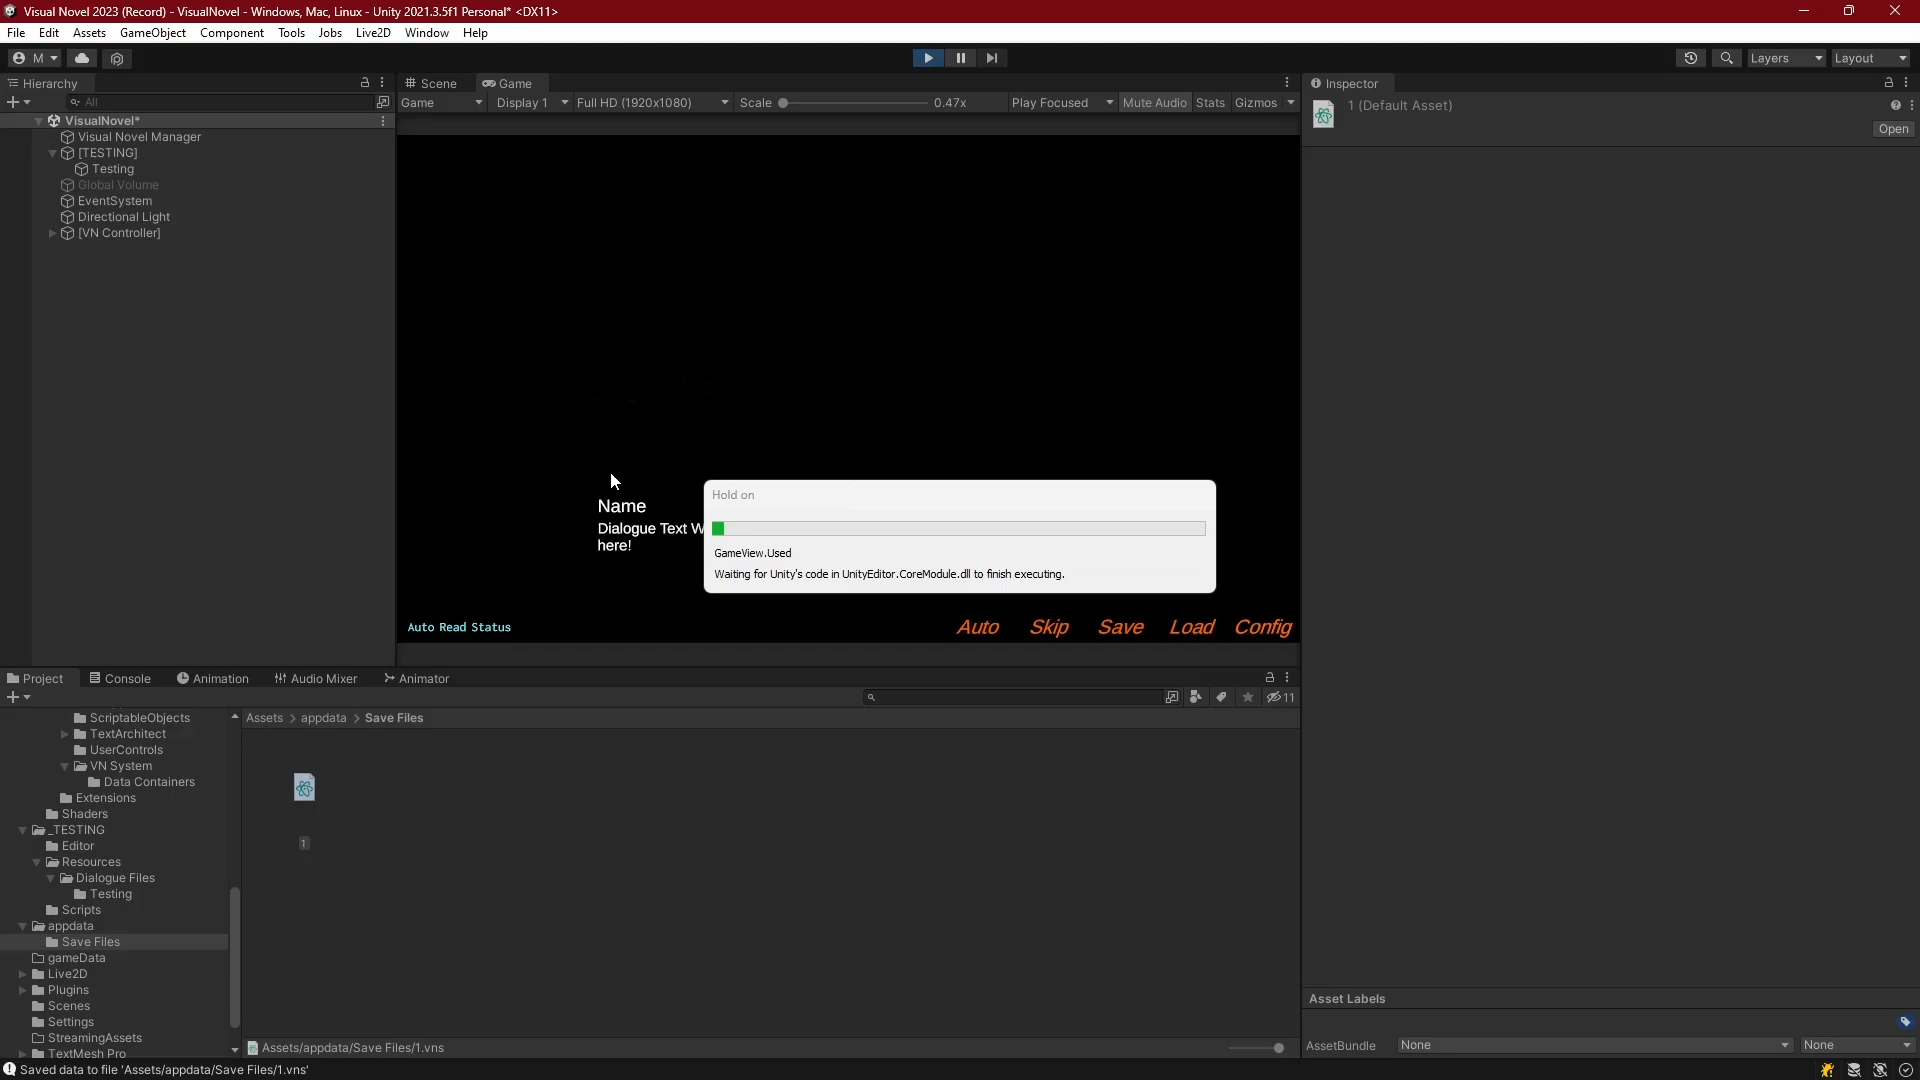 Visual Novel 2023 (Record) - VisualNovel - Windows, Mac, Linux - Unity 2021.3.5f1 Personal* <DX11>
File Edit Assets GameObject Component Tools Jobs Live2D Window Help
M Layers Layout
Hierarchy
Scene Game
Inspector
All
Game Display 1 Full HD (1920x1080) Scale 0.47x Play Focused Mute Audio Stats Gizmos
1 (Default Asset)
Open
VisualNovel*
Visual Novel Manager
[TESTING]
Testing
Global Volume
EventSystem
Directional Light
[VN Controller]
Name
Dialogue Text W
here!
Hold on
GameView.Used
Waiting for Unity's code in UnityEditor.CoreModule.dll to finish executing.
Auto Read Status
Auto Skip Save Load Config
Project Console Animation Audio Mixer Animator
11
Assets > appdata > Save Files
ScriptableObjects
TextArchitect
UserControls
VN System
Data Containers
Extensions
Shaders
_TESTING
Editor
Resources
Dialogue Files
Testing
Scripts
appdata
Save Files
gameData
Live2D
Plugins
Scenes
Settings
StreamingAssets
TextMesh Pro
1
Assets/appdata/Save Files/1.vns
Asset Labels
AssetBundle None None
Saved data to file 'Assets/appdata/Save Files/1.vns'